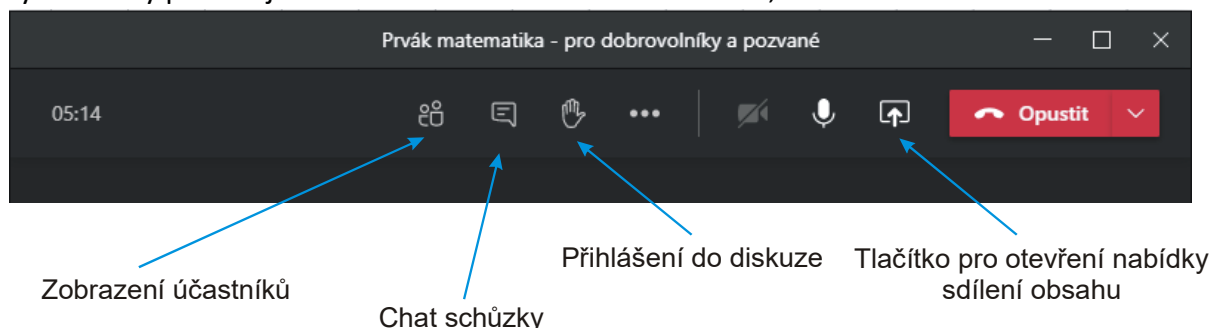 Prvák matematika - pro dobrovolníky a pozvané
05:14
Opustit
Přihlášení do diskuze
Tlačítko pro otevření nabídky
sdílení obsahu
Zobrazení účastníků
Chat schůzky